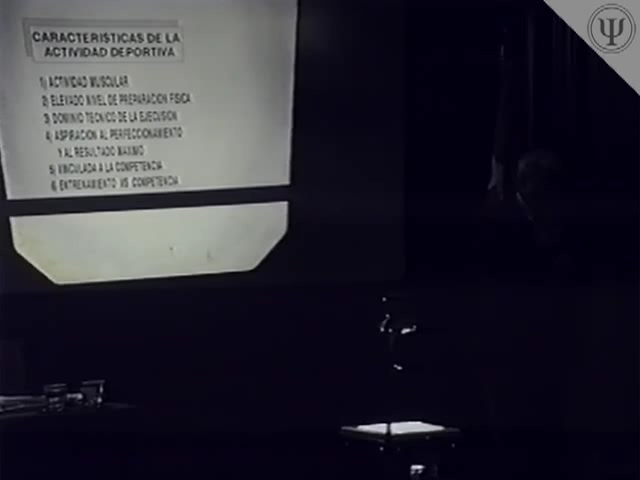 CARACTERISTICAS DE LA
ACTIVIDAD DEPORTIVA
1) ACTIVIDAD MUSCULAR
2) ELEVADO NIVEL DE PREPARACION FISICA
3) DOMINIO TECNICO DE LA EJECUSION
4) ASPIRACION AL PERFECCIONAMIENTO
Y AL RESULTADO MAXIMO
5) VINCULADA A LA COMPETENCIA
6) ENTRENAMIENTO VS COMPETENCIA